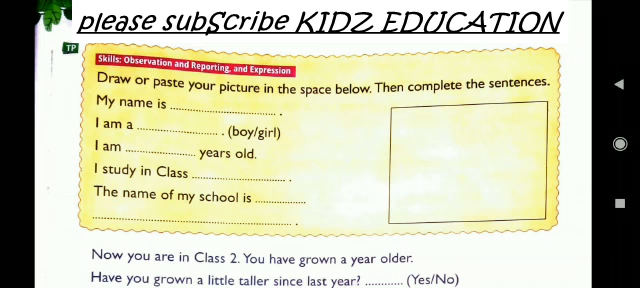 please subScribe KIDZ EDUCATION
TP
Skills: Observation and Reporting, and Expression
Draw or paste your picture in the space below. Then complete the sentences.
My name is .............................. .
I am a ........................ . (boy/girl)
I am ..................... years old.
I study in Class .............................. .
The name of my school is ...............
............................................................ .
Now you are in Class 2. You have grown a year older.
Have you grown a little taller since last year? ............ (Yes/No)